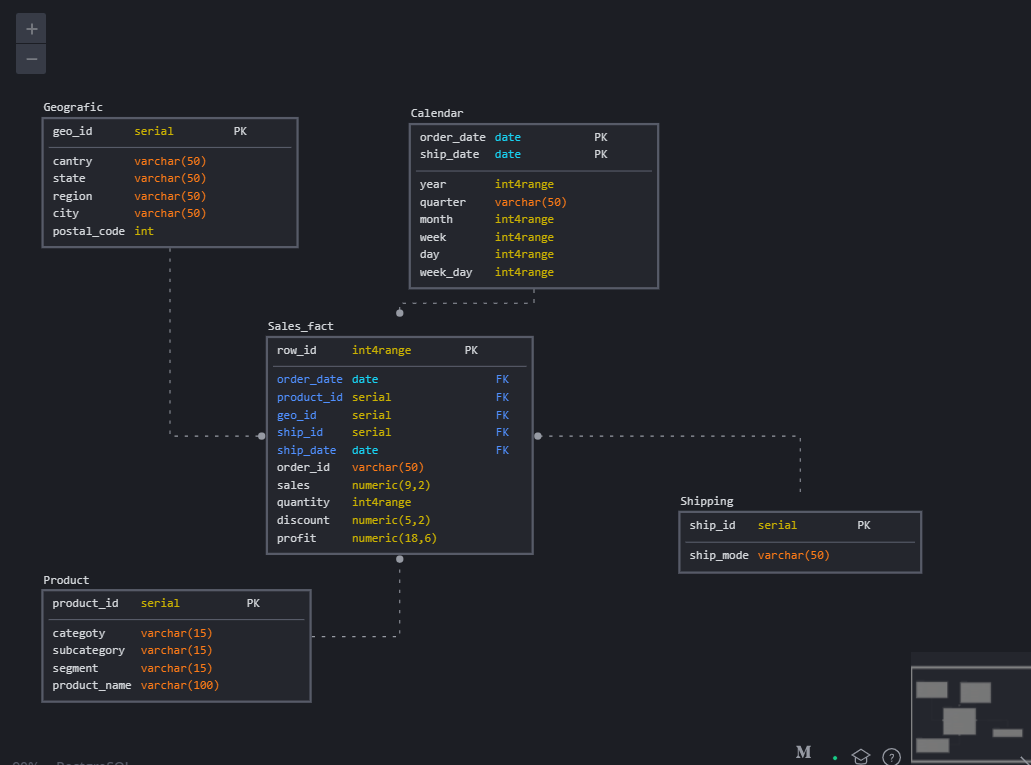 +
−
Geografic
geo_id serial PK
cantry varchar(50)
state varchar(50)
region varchar(50)
city varchar(50)
postal_code int
Calendar
order_date date PK
ship_date date PK
year int4range
quarter varchar(50)
month int4range
week int4range
day int4range
week_day int4range
Sales_fact
row_id int4range PK
order_date date FK
product_id serial FK
geo_id serial FK
ship_id serial FK
ship_date date FK
order_id varchar(50)
sales numeric(9,2)
quantity int4range
discount numeric(5,2)
profit numeric(18,6)
Shipping
ship_id serial PK
ship_mode varchar(50)
Product
product_id serial PK
categoty varchar(15)
subcategory varchar(15)
segment varchar(15)
product_name varchar(100)
M
?
PostgreSQL